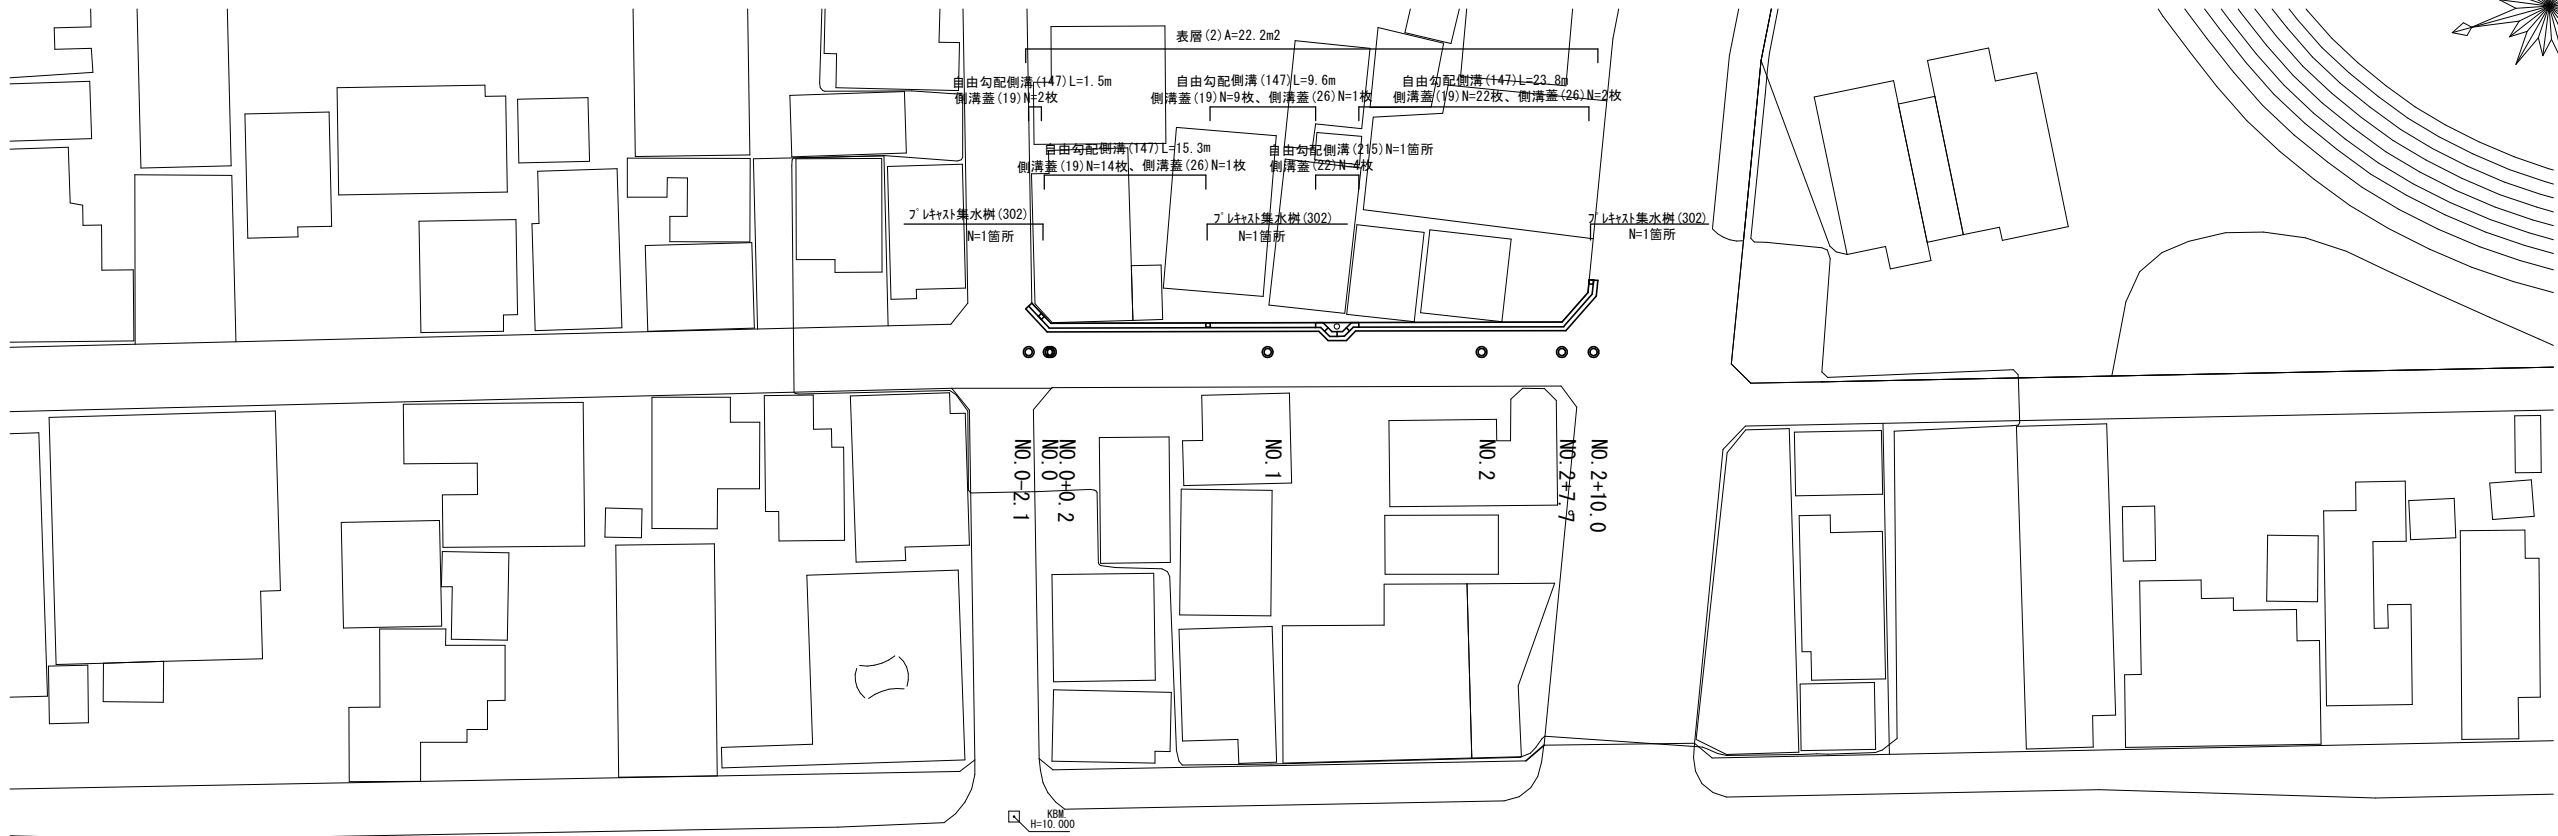 表層(2)A=22.2m2
自由勾配側溝(147)L=1.5m
側溝蓋(19)N=2枚
自由勾配側溝(147)L=9.6m
側溝蓋(19)N=9枚、側溝蓋(26)N=1枚
自由勾配側溝(147)L=23.8m
側溝蓋(19)N=22枚、側溝蓋(26)N=2枚
自由勾配側溝(147)L=15.3m
側溝蓋(19)N=14枚、側溝蓋(26)N=1枚
自由勾配側溝(215)N=1箇所
側溝蓋(22)N=4枚
プレキャスト集水桝(302)
N=1箇所
プレキャスト集水桝(302)
N=1箇所
プレキャスト集水桝(302)
N=1箇所
NO.0-2.1
NO.0
NO.0+0.2
NO.1
NO.2
NO.2+7.97
NO.2+10.0
KBM.
H=10.000